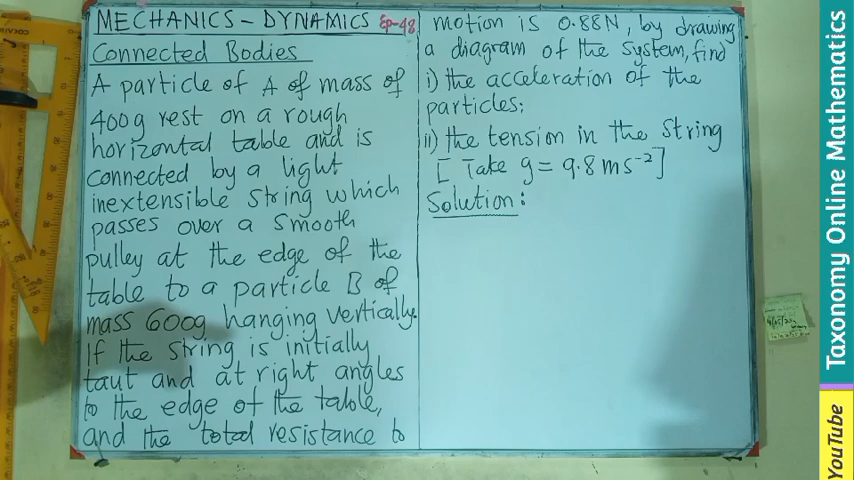 MECHANICS - DYNAMICS Ep-48
Connected Bodies
A particle of A of mass of
400g rest on a rough
horizontal table and is
connected by a light
inextensible string which
passes over a smooth
pulley at the edge of the
table to a particle B of
mass 600g hanging vertically.
If the string is initially
taut and at right angles
to the edge of the table,
and the total resistance to
motion is 0.88N, by drawing
a diagram of the system, find
i) the acceleration of the
particles;
ii) the tension in the string
[Take g = 9.8 ms⁻²]
Solution:
Taxonomy Online Mathematics
YouTube